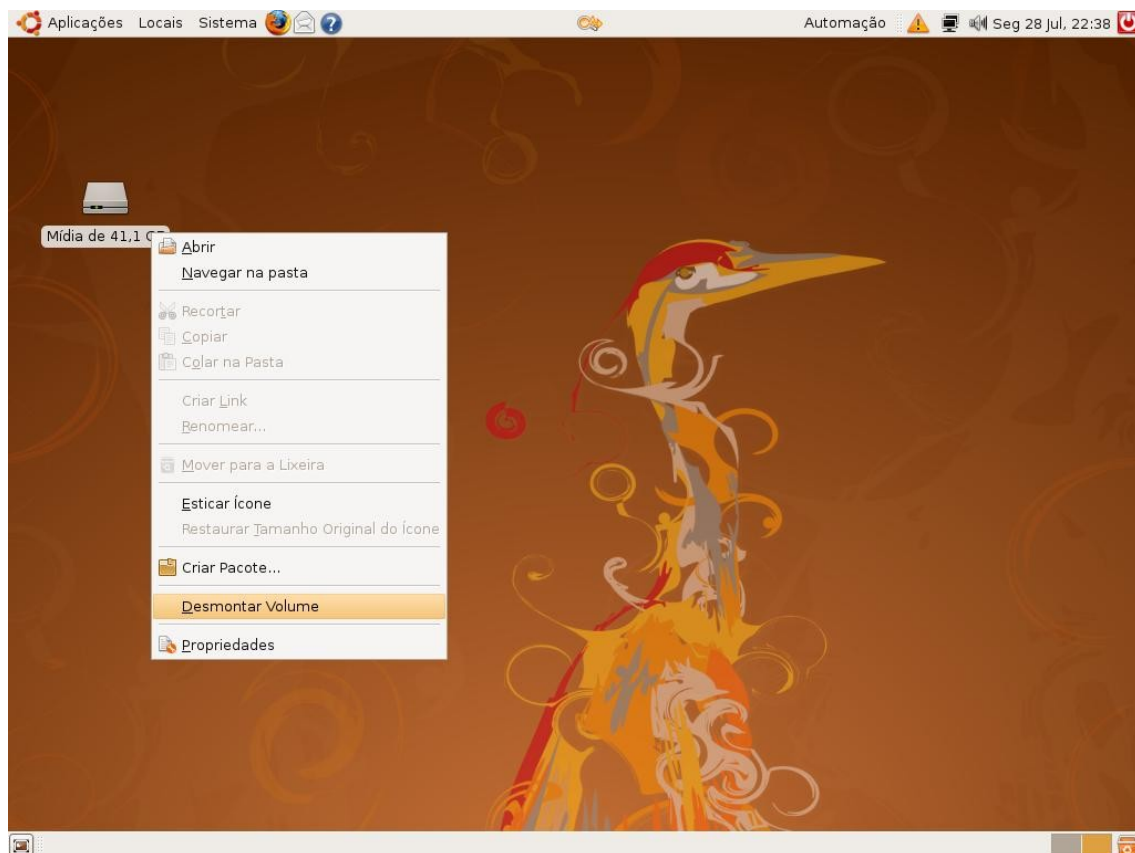 Aplicações Locais Sistema Automação Seg 28 Jul, 22:38
Mídia de 41,1
Abrir
Navegar na pasta
Recortar
Copiar
Colar na Pasta
Criar Link
Renomear...
Mover para a Lixeira
Esticar Ícone
Restaurar Tamanho Original do Ícone
Criar Pacote...
Desmontar Volume
Propriedades